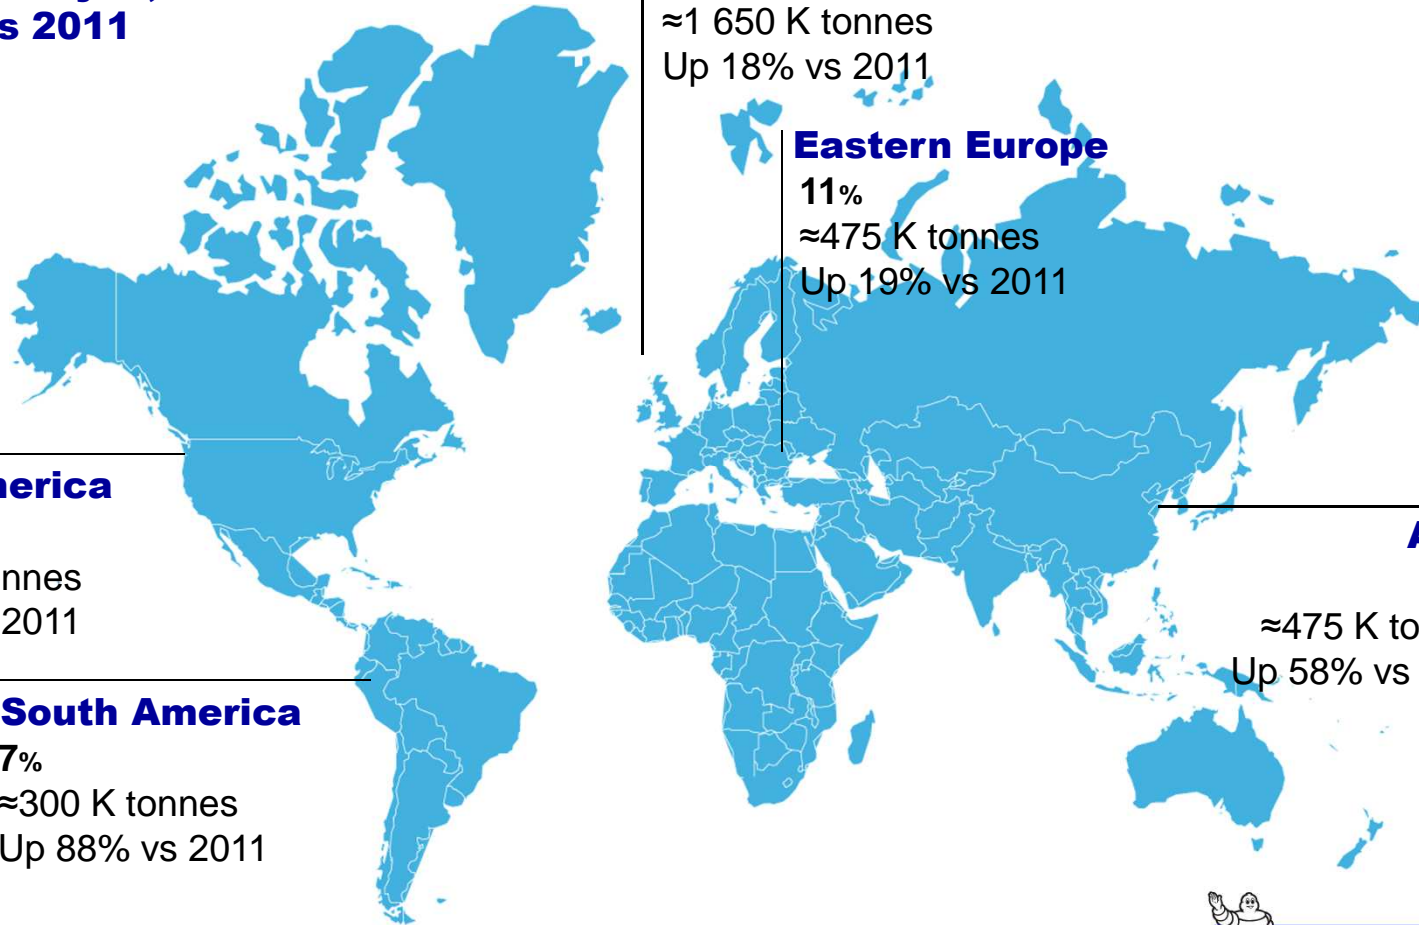 s 2011
≈1 650 K tonnes
Up 18% vs 2011
Eastern Europe
11%
≈475 K tonnes
Up 19% vs 2011
merica
nnes
2011
A
≈475 K to
Up 58% vs
South America
7%
≈300 K tonnes
Up 88% vs 2011